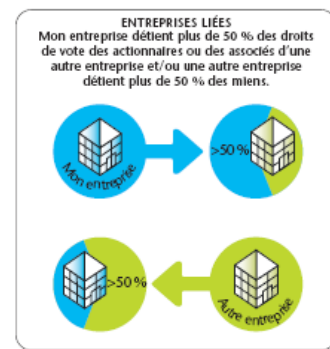 ENTREPRISES LIÉES
Mon entreprise détient plus de 50 % des droits
de vote des actionnaires ou des associés d'une
autre entreprise et/ou une autre entreprise
détient plus de 50 % des miens.
Mon entreprise
>50 %
>50 %
Autre entreprise